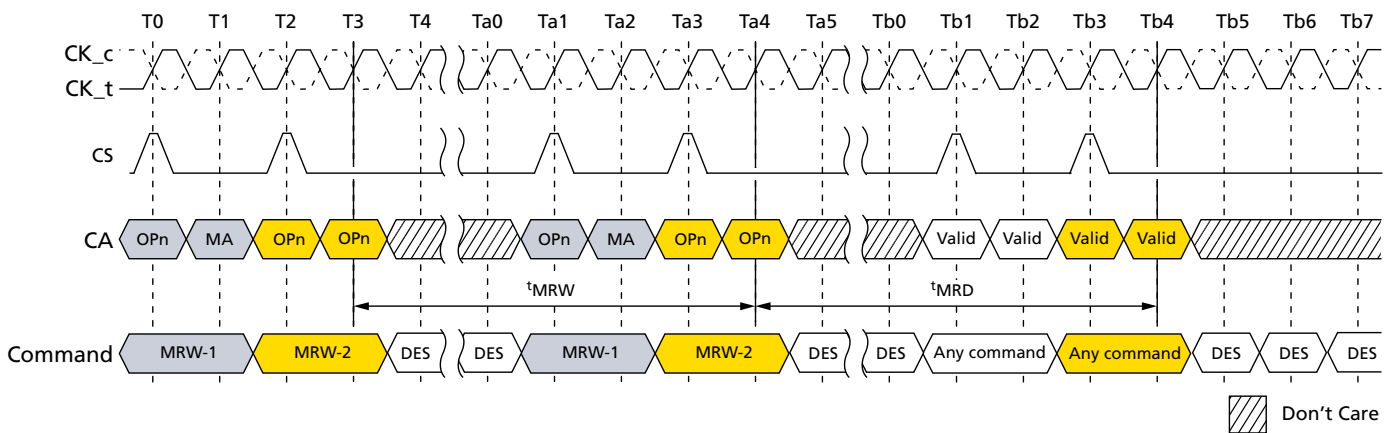 T0 T1 T2 T3 T4 Ta0 Ta1 Ta2 Ta3 Ta4 Ta5 Tb0 Tb1 Tb2 Tb3 Tb4 Tb5 Tb6 Tb7
CK_c
CK_t
CS
CA OPn MA OPn OPn OPn MA OPn OPn Valid Valid Valid Valid
tMRW tMRD
Command MRW-1 MRW-2 DES DES MRW-1 MRW-2 DES DES Any command Any command DES DES DES
Don't Care